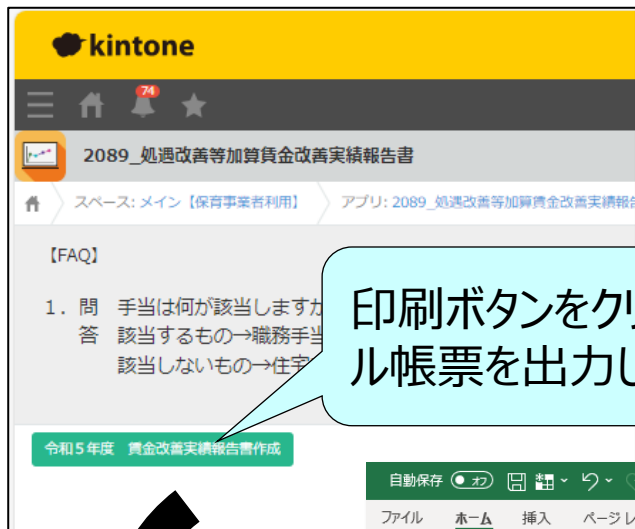 kintone
74
2089_処遇改善等加算賃金改善実績報告書
スペース: メイン【保育事業者利用】 アプリ: 2089_処遇改善等加算賃金改善実績報
【FAQ】
1. 問 手当は何が該当しますか
答 該当するもの→職務手当
該当しないもの→住宅
印刷ボタンをクリ
ル帳票を出力し
令和5年度 賃金改善実績報告書作成
自動保存 オフ
ファイル ホーム 挿入 ページ レ